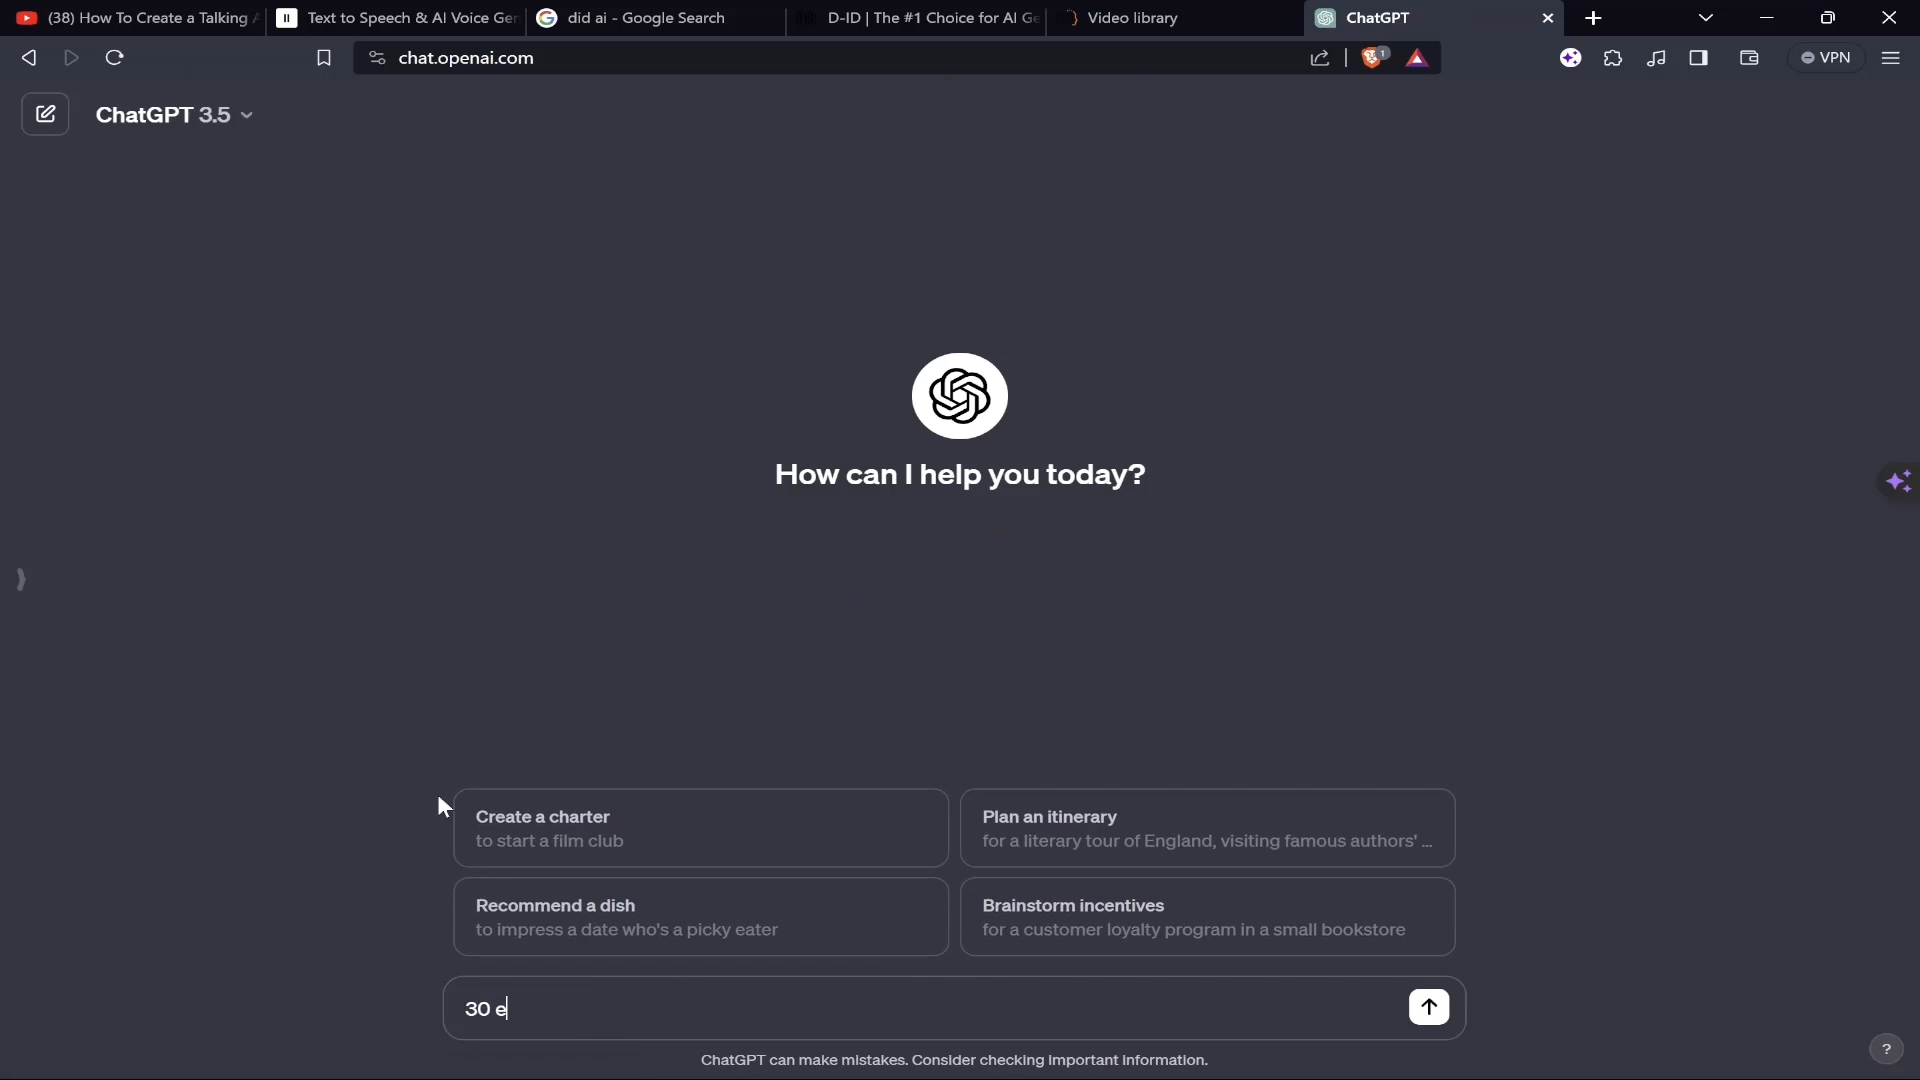 (38) How To Create a Talking
Text to Speech & AI Voice Ger
did ai - Google Search
D-ID | The #1 Choice for AI Ge
Video library
ChatGPT
chat.openai.com
1
VPN
ChatGPT 3.5
How can I help you today?
Create a charter
to start a film club
Plan an itinerary
for a literary tour of England, visiting famous authors' ...
Recommend a dish
to impress a date who's a picky eater
Brainstorm incentives
for a customer loyalty program in a small bookstore
30 e
ChatGPT can make mistakes. Consider checking important information.
?